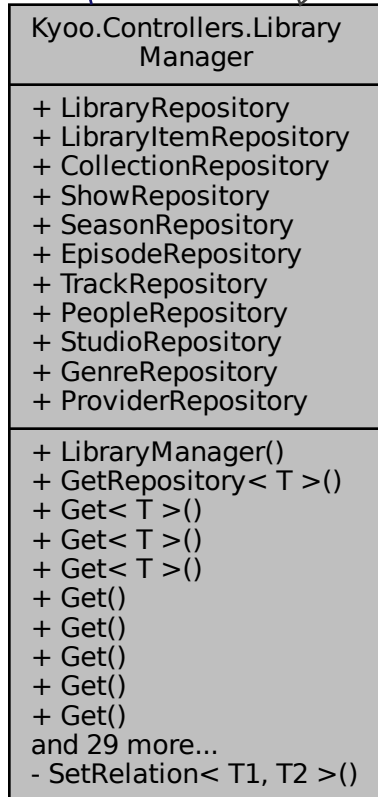 Kyoo.Controllers.Library
Manager
+ LibraryRepository
+ LibraryItemRepository
+ CollectionRepository
+ ShowRepository
+ SeasonRepository
+ EpisodeRepository
+ TrackRepository
+ PeopleRepository
+ StudioRepository
+ GenreRepository
+ ProviderRepository
+ LibraryManager()
+ GetRepository< T >()
+ Get< T >()
+ Get< T >()
+ Get< T >()
+ Get()
+ Get()
+ Get()
+ Get()
+ Get()
and 29 more...
- SetRelation< T1, T2 >()